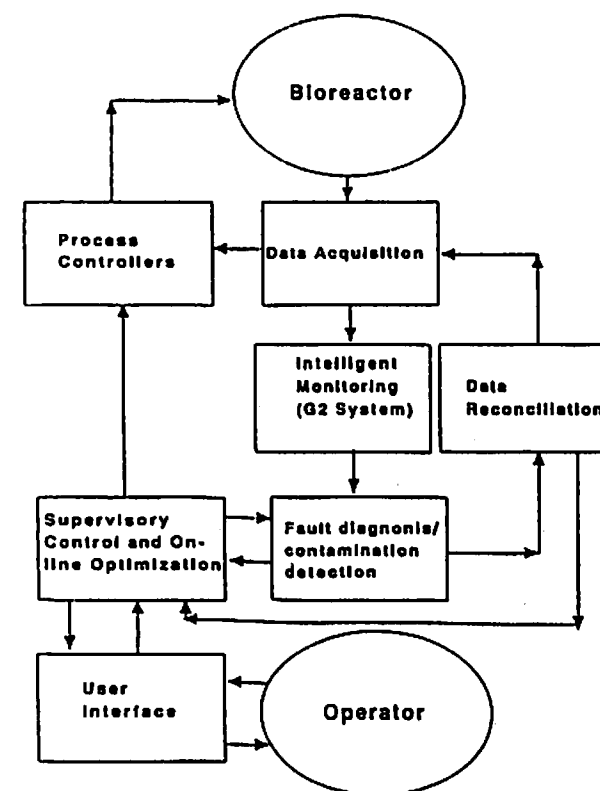 Bioreactor
Process
Controllers
Data Acquisition
Intelligent
Monitoring
(G2 System)
Data
Reconciliation
Supervisory
Control and On-
line Optimization
Fault diagnonis/
contamination
detection
User
Interface
Operator